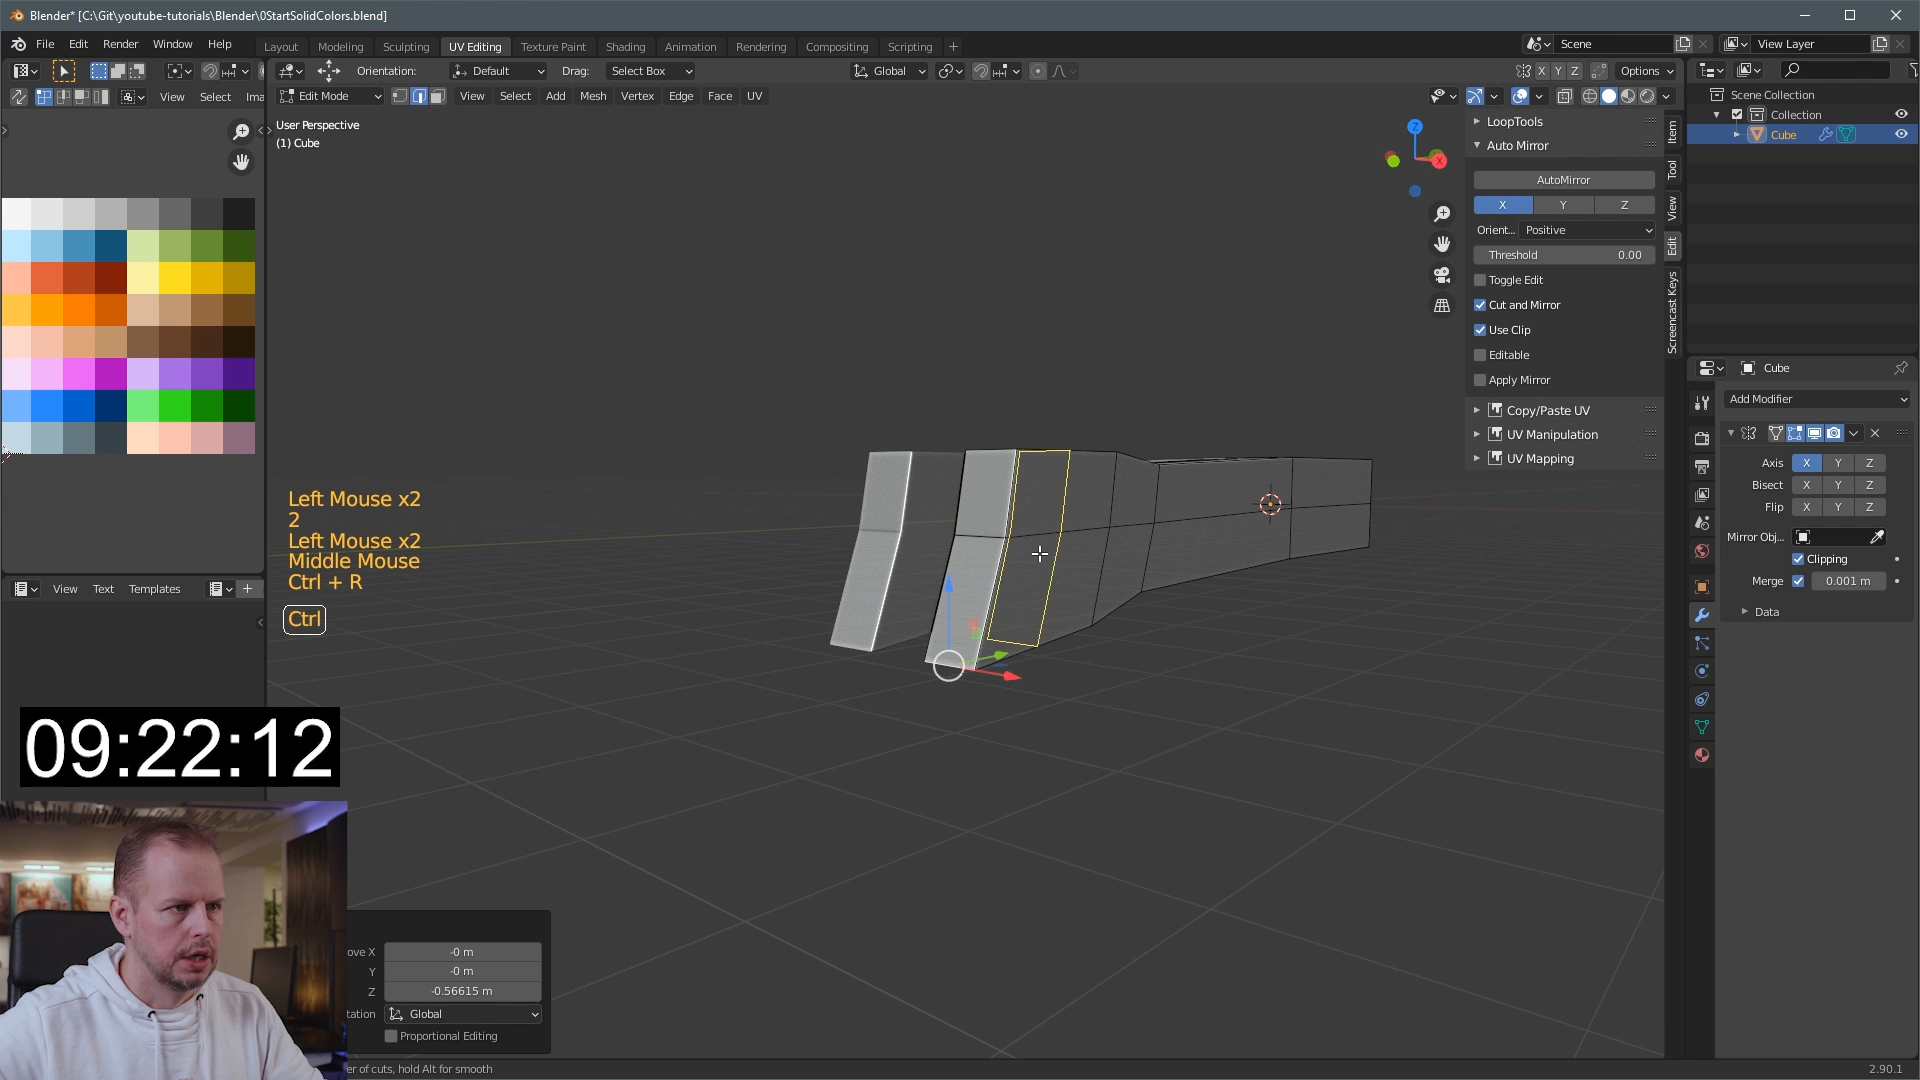 Blender* [C:\Git\youtube-tutorials\Blender\0StartSolidColors.blend]
File Edit Render Window Help
Layout Modeling Sculpting UV Editing Texture Paint Shading Animation Rendering Compositing Scripting +
Scene
View Layer
Orientation: Default Drag: Select Box
Global
X Y Z Options
View Select Ima
Edit Mode
View Select Add Mesh Vertex Edge Face UV
User Perspective
(1) Cube
Z
X
LoopTools
Auto Mirror
AutoMirror
X Y Z
Orient... Positive
Threshold 0.00
Toggle Edit
Cut and Mirror
Use Clip
Editable
Apply Mirror
Copy/Paste UV
UV Manipulation
UV Mapping
Item
Tool
View
Edit
Screencast Keys
Scene Collection
Collection
Cube
Cube
Add Modifier
Axis X Y Z
Bisect X Y Z
Flip X Y Z
Mirror Obj...
Clipping
Merge 0.001 m
Data
Left Mouse x2
2
Left Mouse x2
Middle Mouse
Ctrl + R
Ctrl
View Text Templates
09:22:12
ove X -0 m
Y -0 m
Z -0.56615 m
tation Global
Proportional Editing
er of cuts, hold Alt for smooth
2.90.1